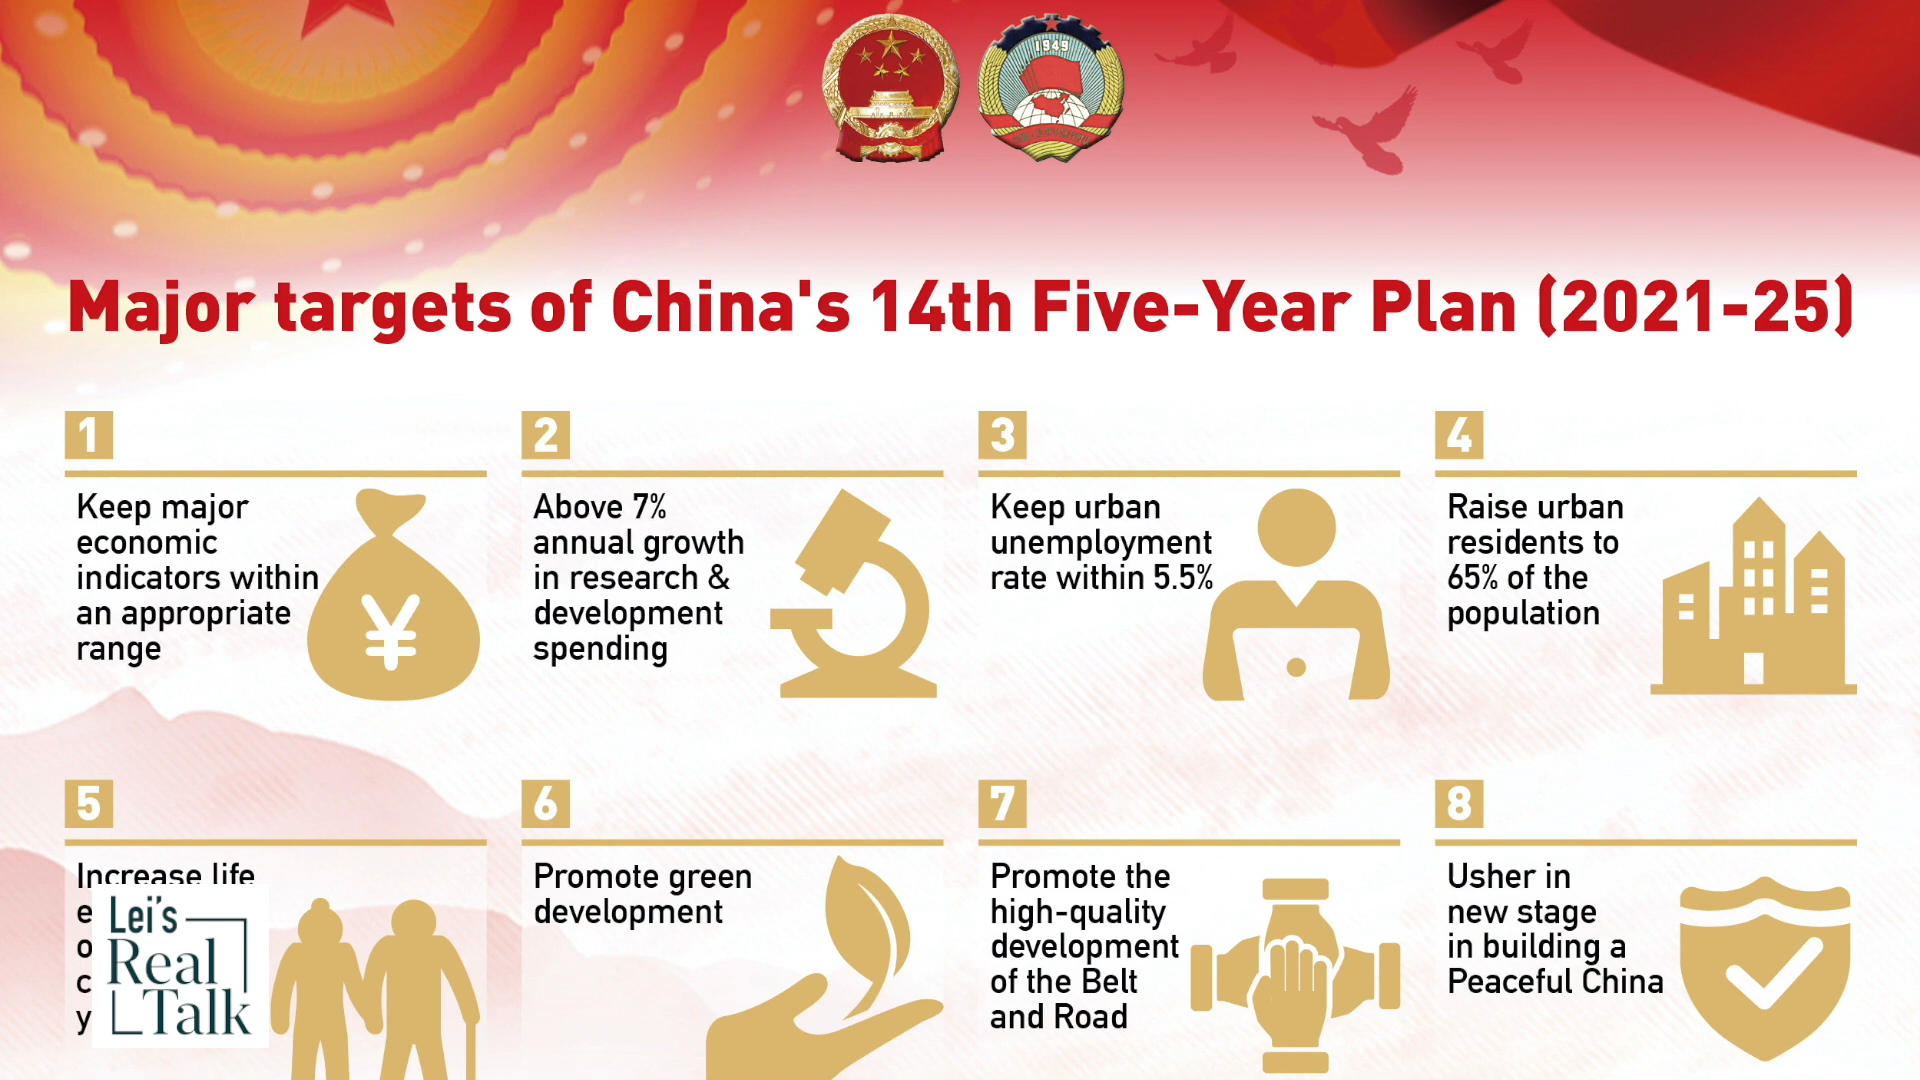 1949
Major targets of China's 14th Five-Year Plan (2021-25)
1
Keep major
economic
indicators within
an appropriate
range
¥
2
Above 7%
annual growth
in research &
development
spending
3
Keep urban
unemployment
rate within 5.5%
4
Raise urban
residents to
65% of the
population
5
Increase life
Lei's
Real
Talk
6
Promote green
development
7
Promote the
high-quality
development
of the Belt
and Road
8
Usher in
new stage
in building a
Peaceful China